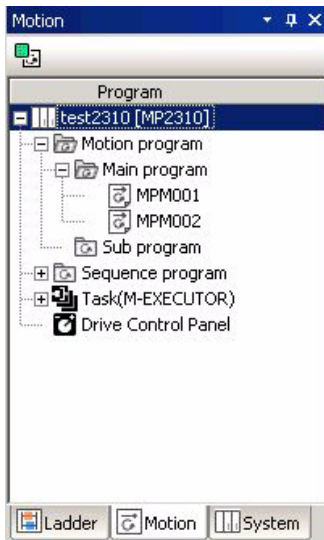 Motion
Program
test2310 [MP2310]
Motion program
Main program
MPM001
MPM002
Sub program
Sequence program
Task(M-EXECUTOR)
Drive Control Panel
Ladder Motion System